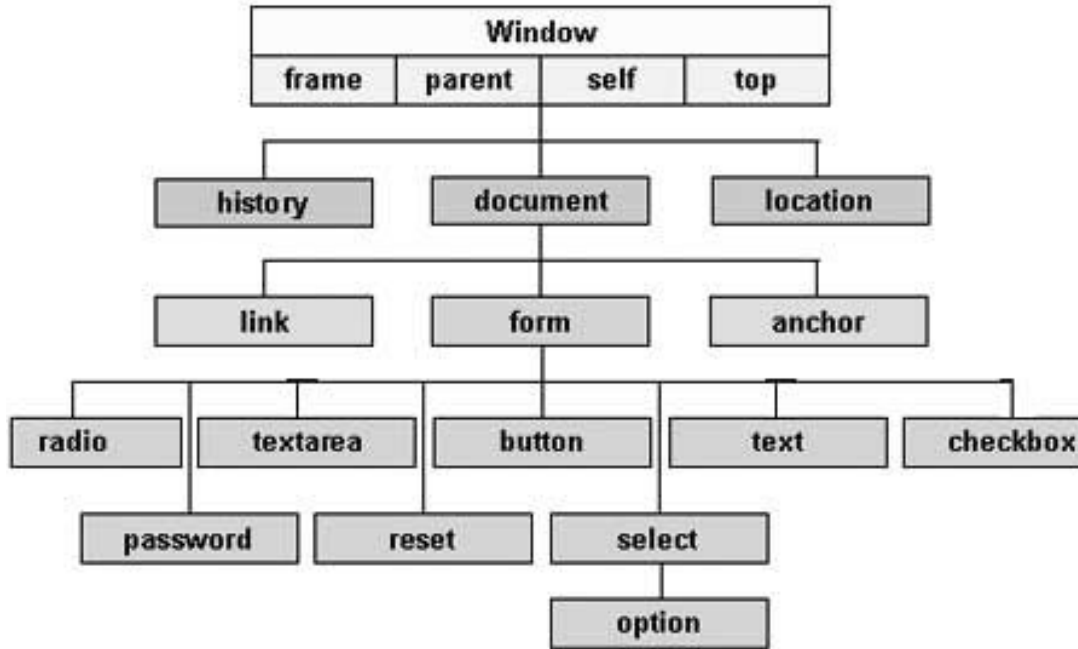 Window
frame parent self top
history document location
link form anchor
radio textarea button text checkbox
password reset select
option